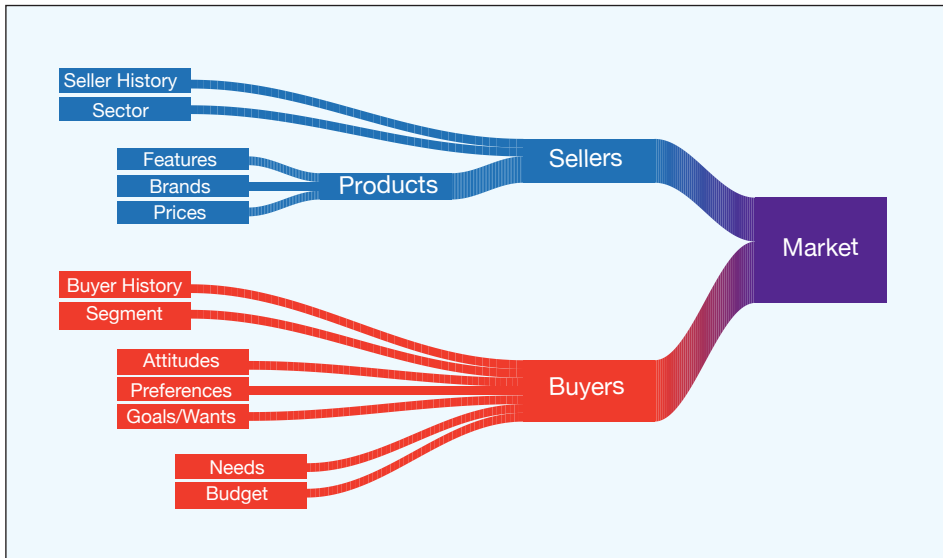 Seller History
Sector
Features
Brands
Prices
Products
Sellers
Market
Buyer History
Segment
Attitudes
Preferences
Goals/Wants
Needs
Budget
Buyers